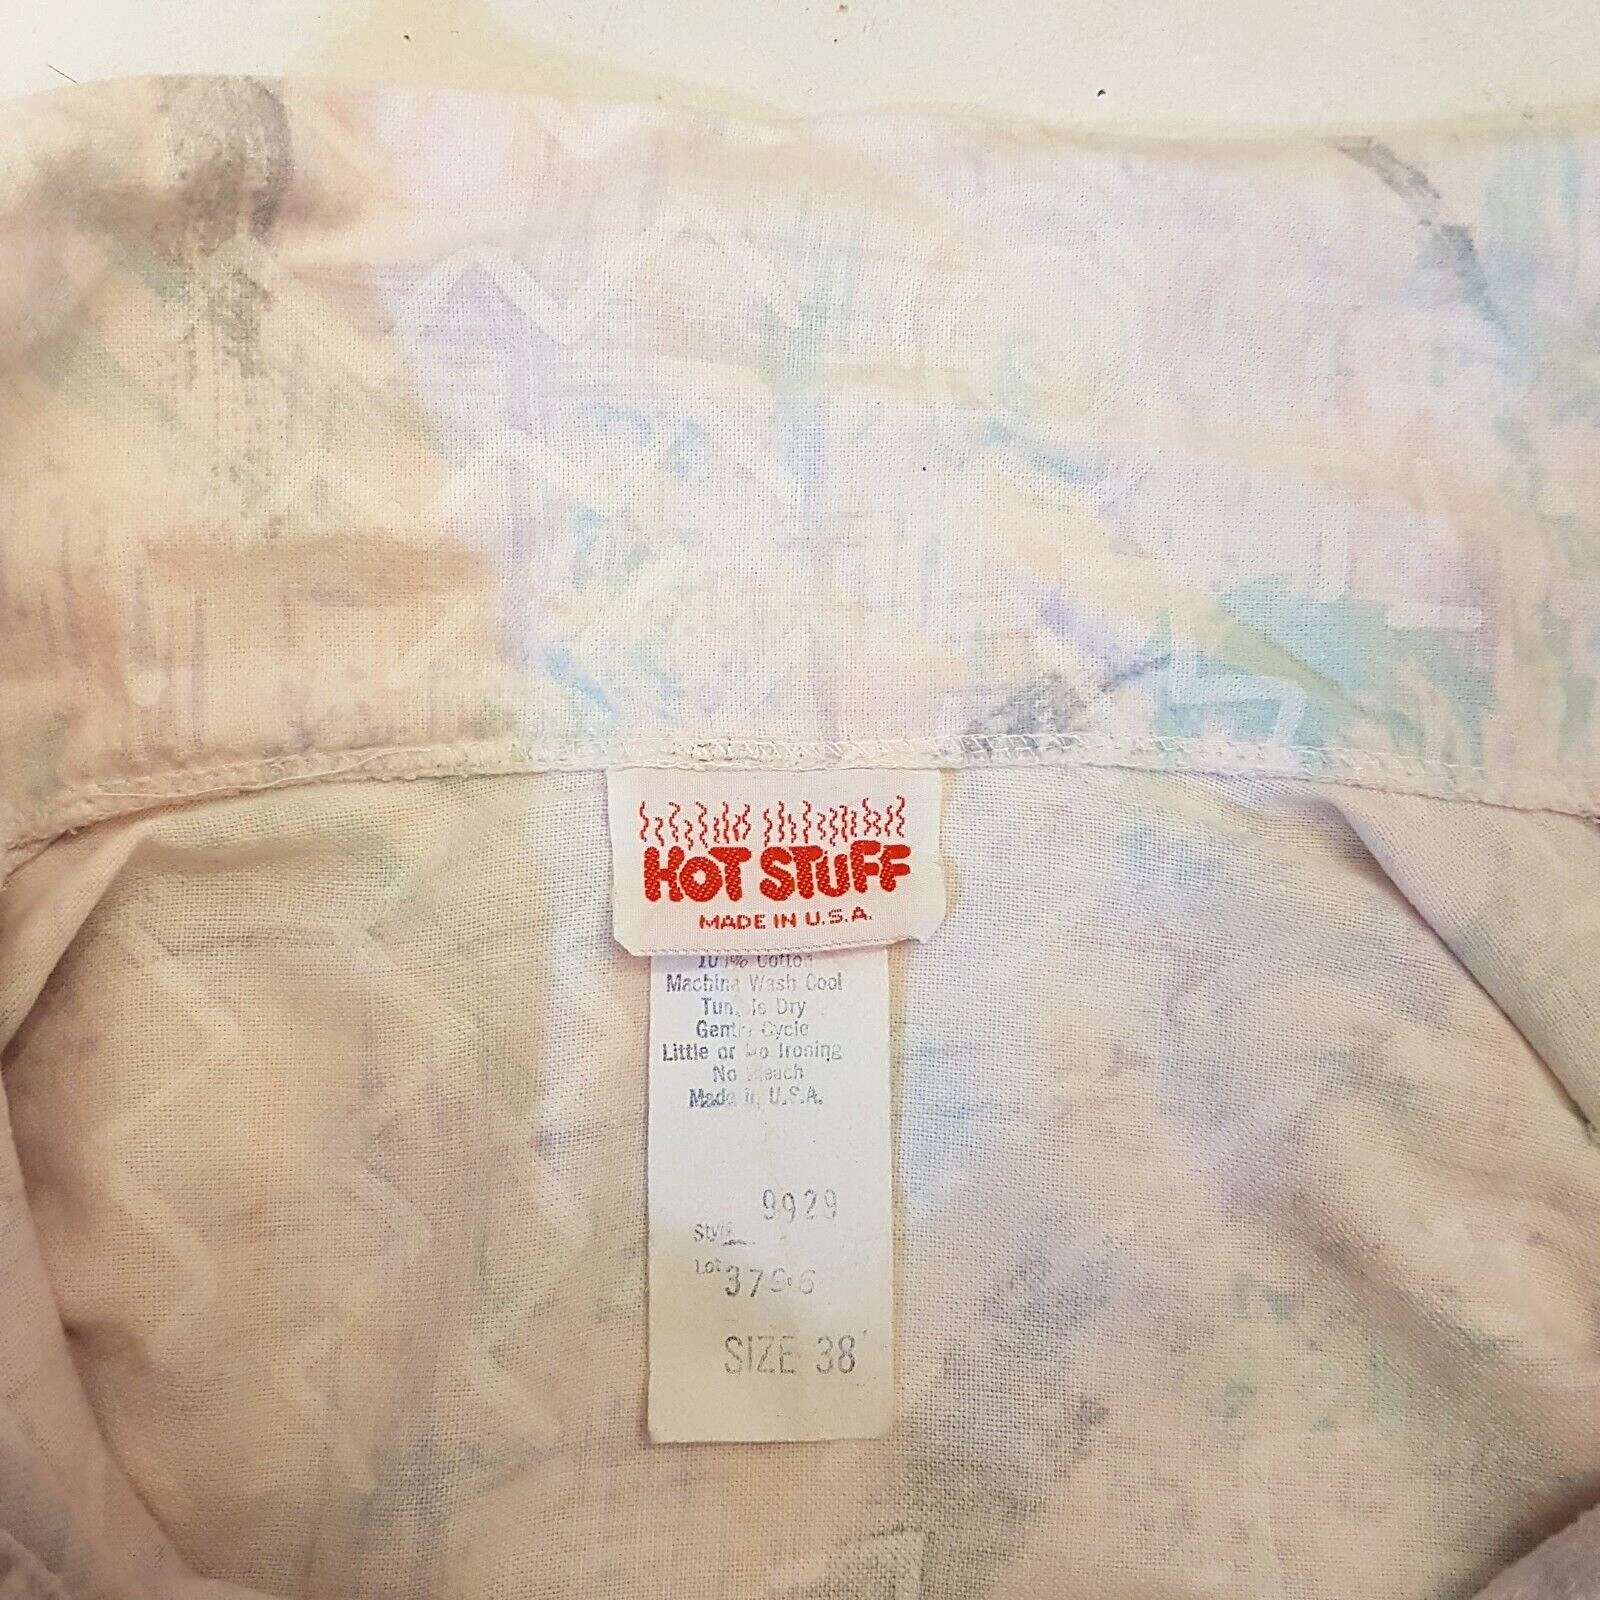 HOT STUFF
MADE IN U.S.A.
Cotton
Machine Wash Cool
Tumble Dry
Gentle Cycle
Little or No Ironing
No Bleach
Made in U.S.A.
9929
Style
Lot
SIZE 38